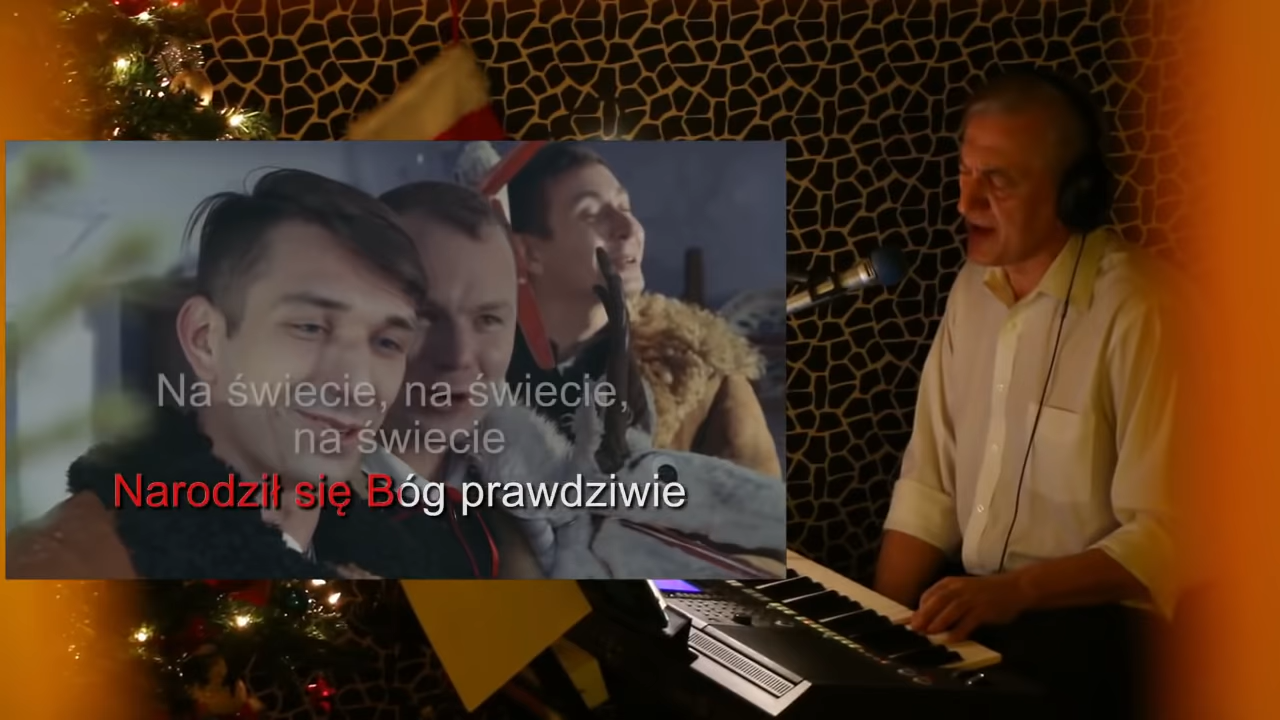 Na świecie, na świecie,
na świecie
Narodził się Bóg prawdziwie